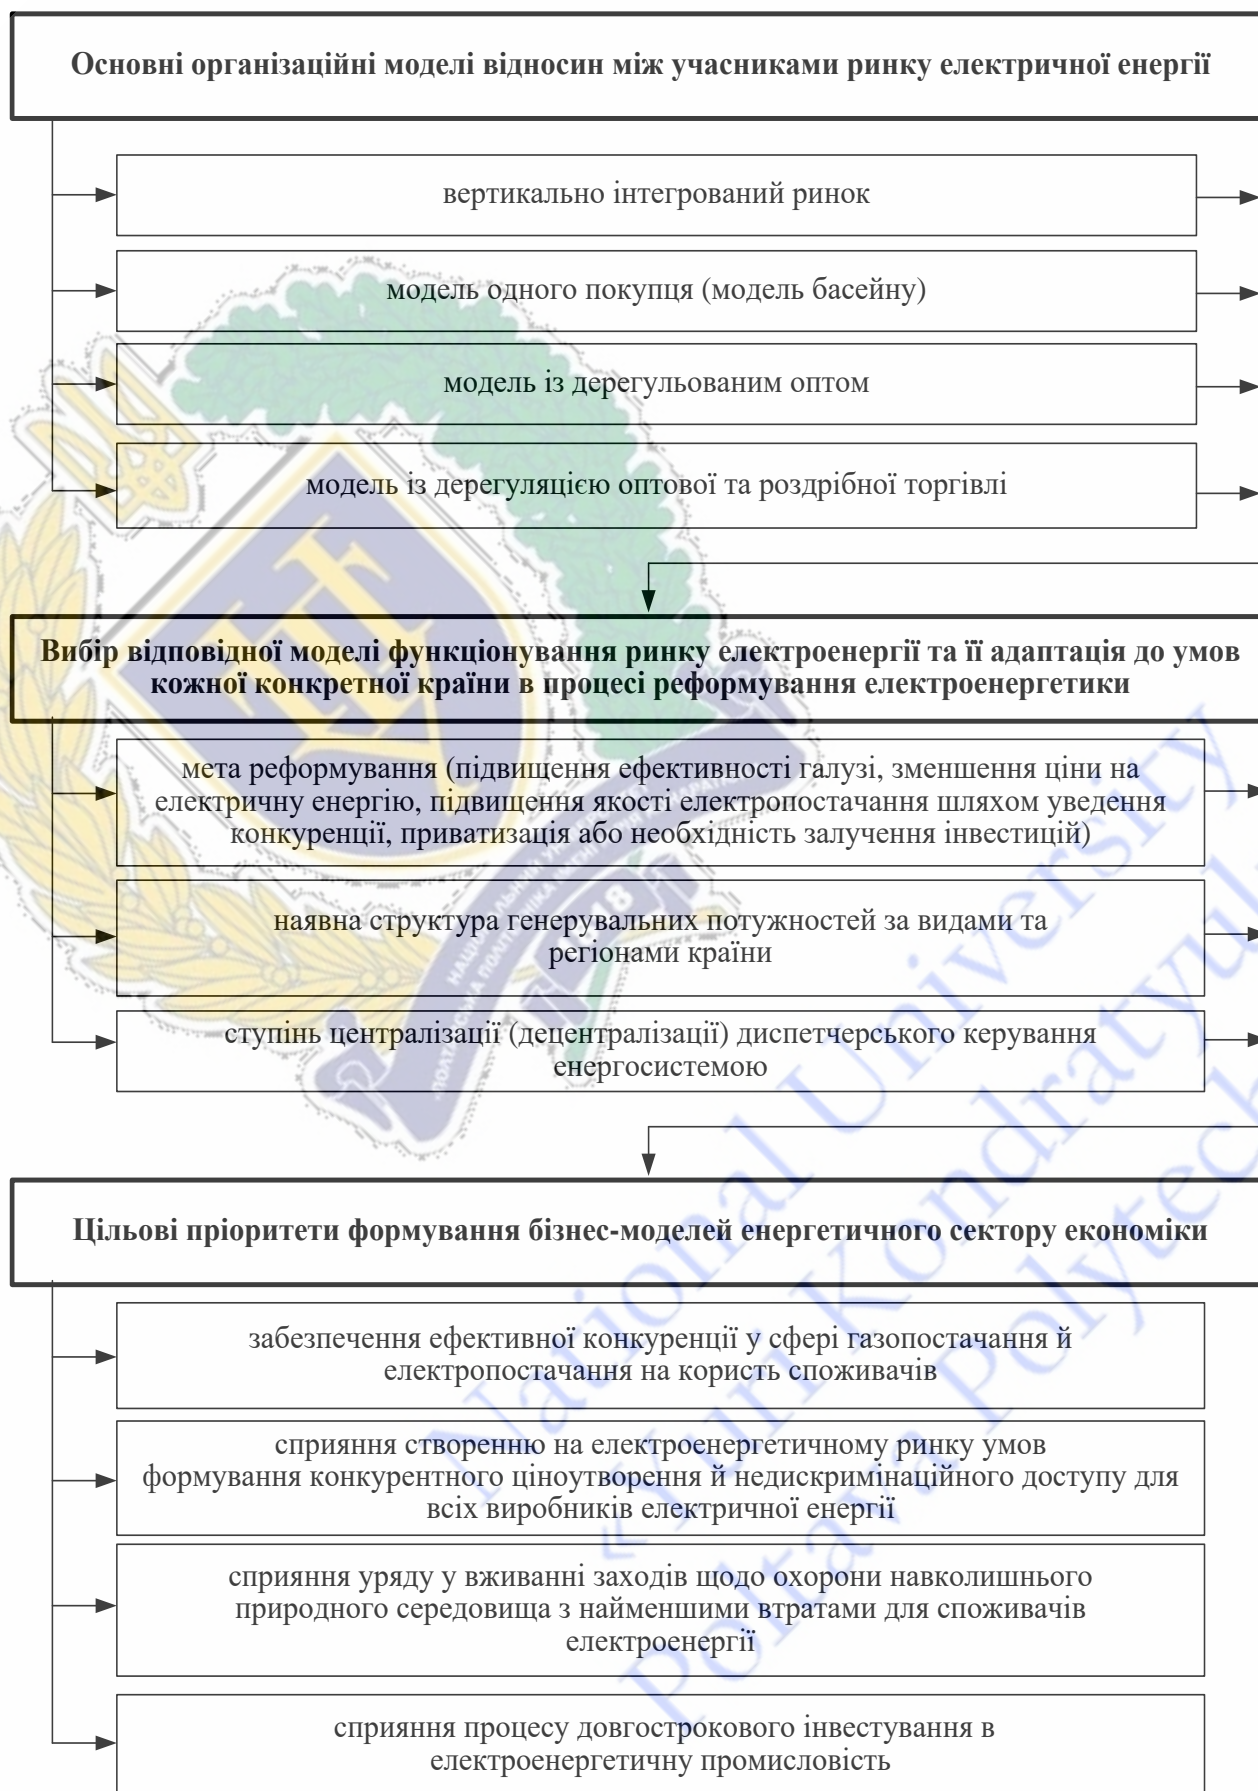 Основні організаційні моделі відносин між учасниками ринку електричної енергії
вертикально інтегрований ринок
модель одного покупця (модель басейну)
модель із дерегульованим оптом
модель із дерегуляцією оптової та роздрібної торгівлі
Вибір відповідної моделі функціонування ринку електроенергії та її адаптація до умов
кожної конкретної країни в процесі реформування електроенергетики
мета реформування (підвищення ефективності галузі, зменшення ціни на
електричну енергію, підвищення якості електропостачання шляхом уведення
конкуренції, приватизація або необхідність залучення інвестицій)
наявна структура генерувальних потужностей за видами та
регіонами країни
ступінь централізації (децентралізації) диспетчерського керування
енергосистемою
Цільові пріоритети формування бізнес-моделей енергетичного сектору економіки
забезпечення ефективної конкуренції у сфері газопостачання й
електропостачання на користь споживачів
сприяння створенню на електроенергетичному ринку умов
формування конкурентного ціноутворення й недискримінаційного доступу для
всіх виробників електричної енергії
сприяння уряду у вживанні заходів щодо охорони навколишнього
природного середовища з найменшими втратами для споживачів
електроенергії
сприяння процесу довгострокового інвестування в
електроенергетичну промисловість
National University
«Yuri Kondratyu
Poltava Polytech